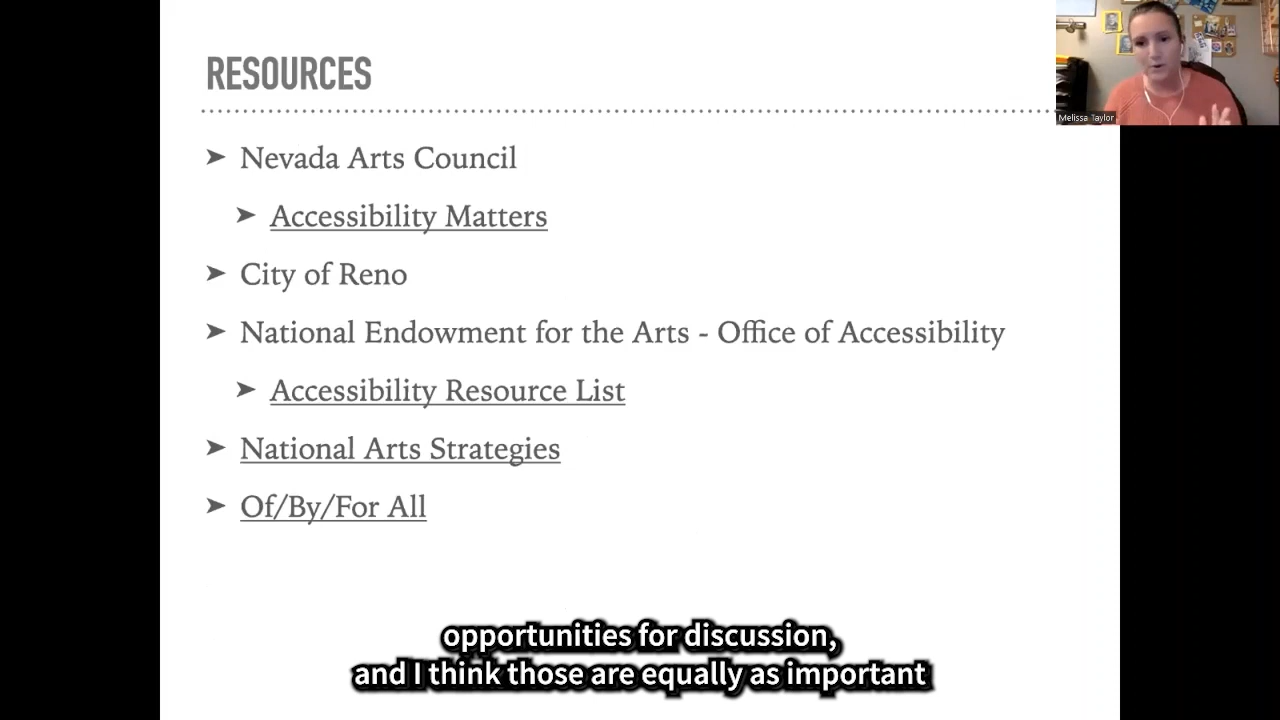 RESOURCES
Melissa Taylor
➤ Nevada Arts Council
➤ Accessibility Matters
➤ City of Reno
➤ National Endowment for the Arts - Office of Accessibility
➤ Accessibility Resource List
➤ National Arts Strategies
➤ Of/By/For All
opportunities for discussion,
and I think those are equally as important